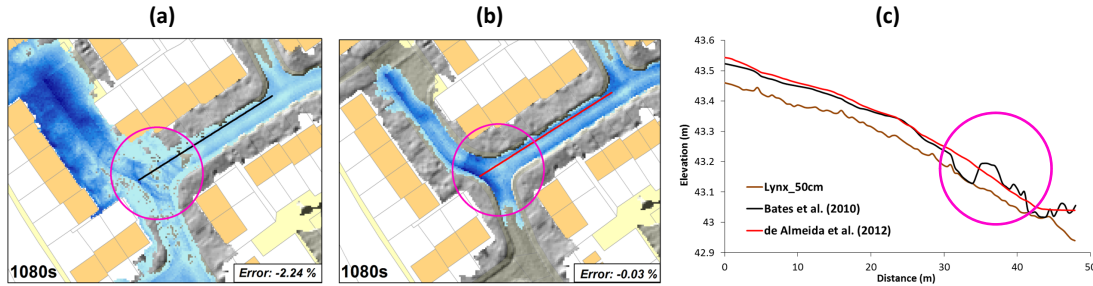 (a)
(b)
(c)
1080s
Error: -2.24 %
1080s
Error: -0.03 %
43.6
43.5
43.4
43.3
43.2
43.1
43
42.9
Elevation (m)
Lynx_50cm
Bates et al. (2010)
de Almeida et al. (2012)
0
10
20
30
40
50
Distance (m)